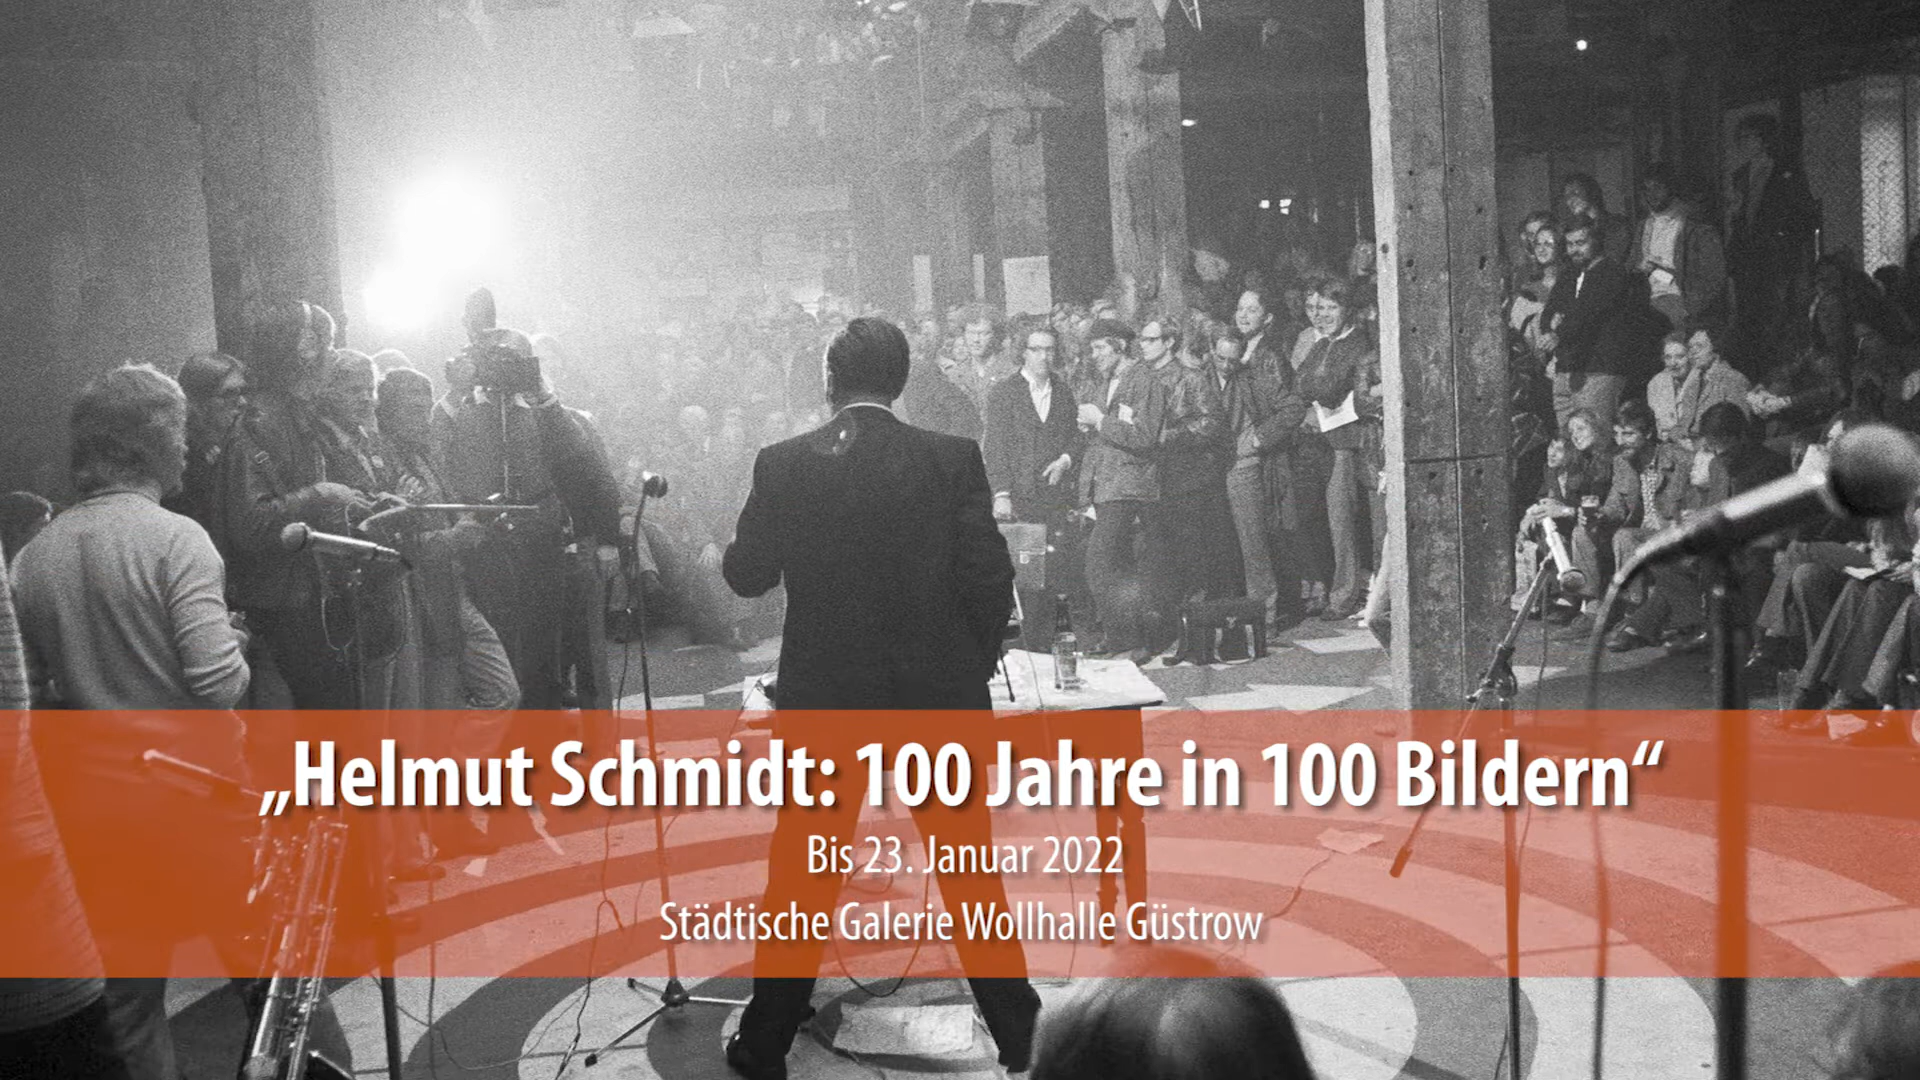 „Helmut Schmidt: 100 Jahre in 100 Bildern“
Bis 23. Januar 2022
Städtische Galerie Wollhalle Güstrow